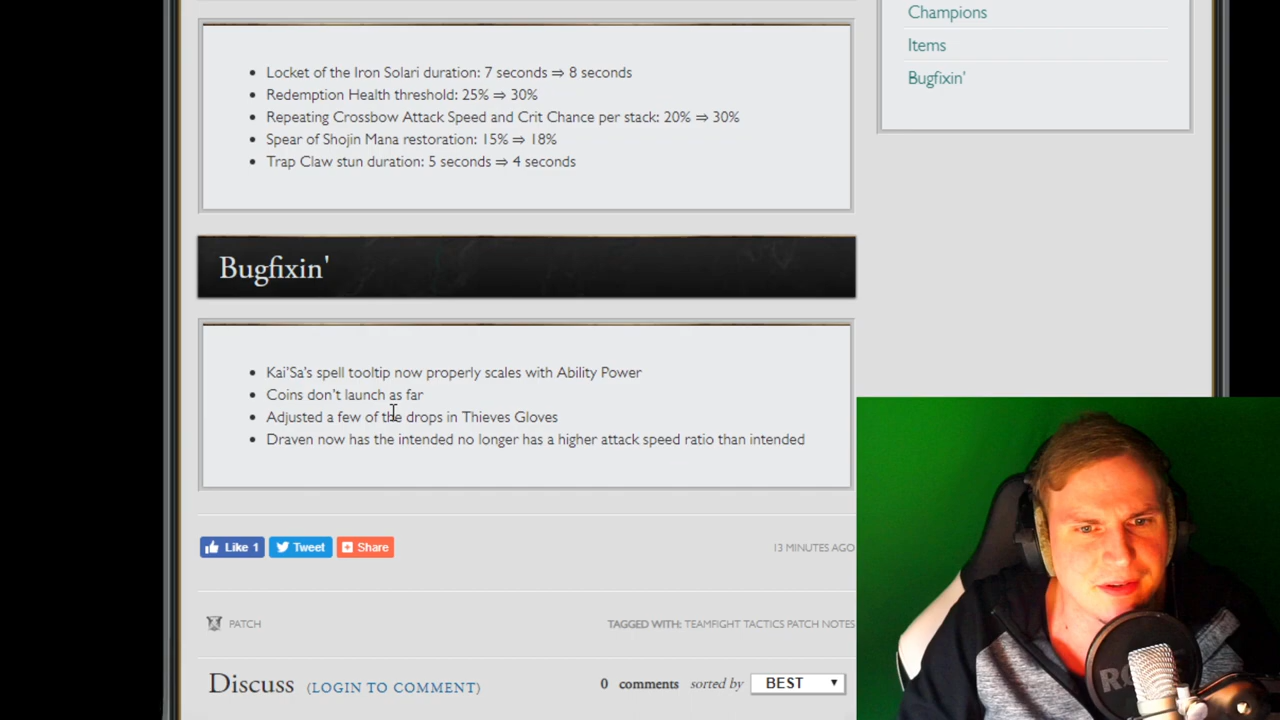 Champions
Items
Bugfixin'
Locket of the Iron Solari duration: 7 seconds ⇒ 8 seconds
Redemption Health threshold: 25% ⇒ 30%
Repeating Crossbow Attack Speed and Crit Chance per stack: 20% ⇒ 30%
Spear of Shojin Mana restoration: 15% ⇒ 18%
Trap Claw stun duration: 5 seconds ⇒ 4 seconds
Bugfixin'
Kai'Sa's spell tooltip now properly scales with Ability Power
Coins don't launch as far
Adjusted a few of the drops in Thieves Gloves
Draven now has the intended no longer has a higher attack speed ratio than intended
Like 1 Tweet Share 13 MINUTES AGO
PATCH TAGGED WITH: TEAMFIGHT TACTICS PATCH NOTES
Discuss (LOGIN TO COMMENT) 0 comments sorted by BEST